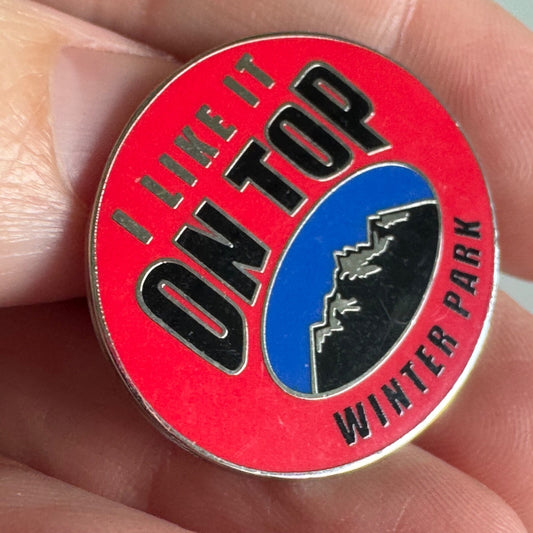 I LIKE IT
ON TOP
WINTER PARK